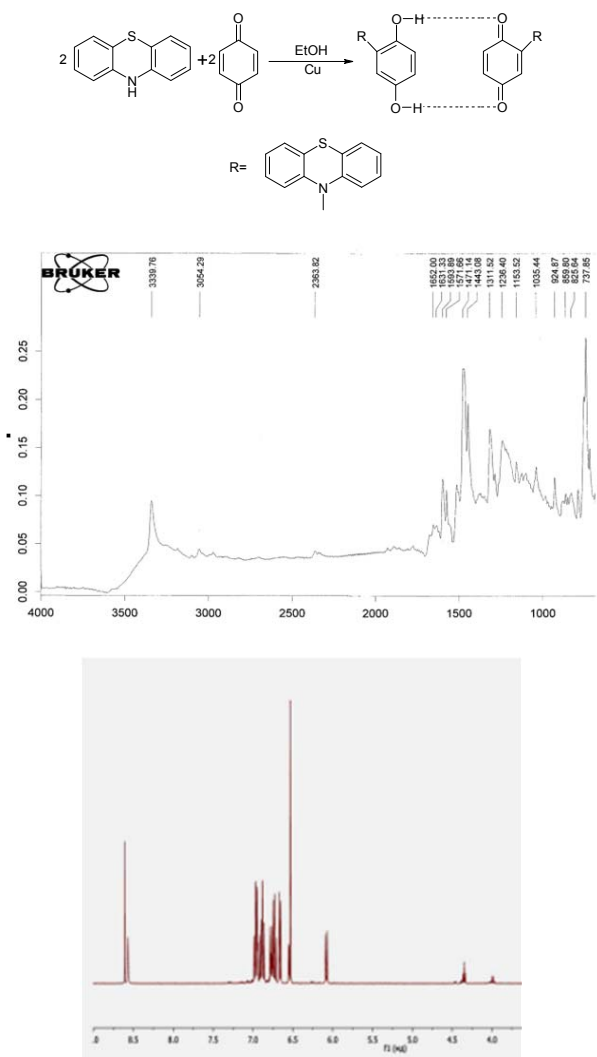 S
N
H
2
+2
O
O
EtOH
Cu
O-H
R
O-H
O
R
O
R=
S
N
BRUKER
3339.76
3054.29
2363.82
1652.00
1631.33
1593.89
1571.66
1471.14
1443.08
1311.52
1236.40
1153.52
1035.44
924.87
859.80
825.64
737.85
0.25
0.20
0.15
0.10
0.05
0.00
4000 3500 3000 2500 2000 1500 1000
.0 8.5 8.0 7.5 7.0 6.5 6.0 5.5 5.0 4.5 4.0
f1 (мд)